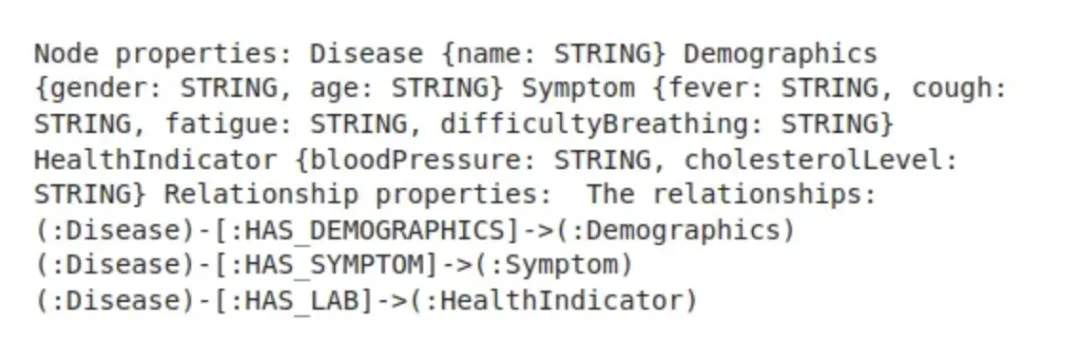 Node properties: Disease {name: STRING} Demographics
{gender: STRING, age: STRING} Symptom {fever: STRING, cough:
STRING, fatigue: STRING, difficultyBreathing: STRING}
HealthIndicator {bloodPressure: STRING, cholesterolLevel:
STRING} Relationship properties:  The relationships:
(:Disease)-[:HAS_DEMOGRAPHICS]->(:Demographics)
(:Disease)-[:HAS_SYMPTOM]->(:Symptom)
(:Disease)-[:HAS_LAB]->(:HealthIndicator)